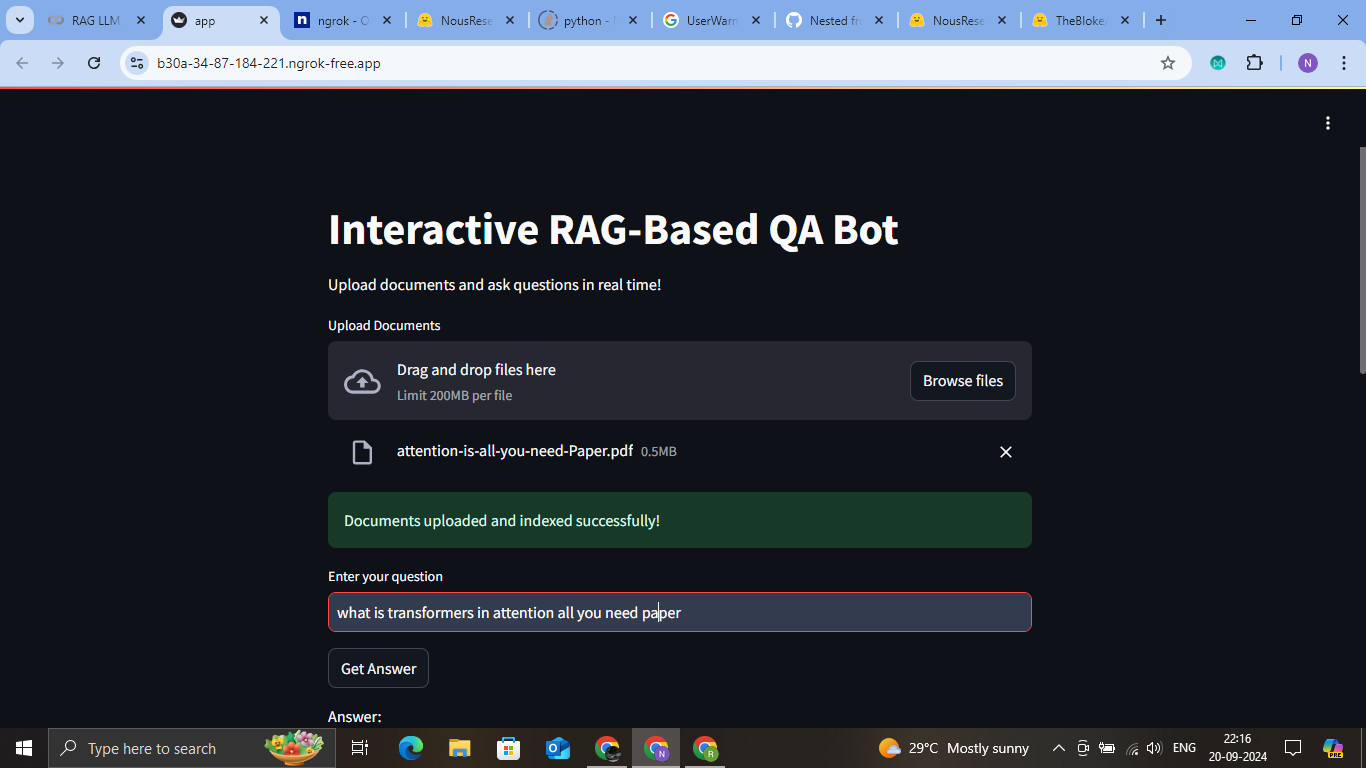 RAG LLM
app
ngrok - O
NousRese
python -
UserWarn
Nested fr
NousRese
TheBloke
b30a-34-87-184-221.ngrok-free.app
N
Interactive RAG-Based QA Bot
Upload documents and ask questions in real time!
Upload Documents
Drag and drop files here
Limit 200MB per file
Browse files
attention-is-all-you-need-Paper.pdf 0.5MB
Documents uploaded and indexed successfully!
Enter your question
what is transformers in attention all you need paper
Get Answer
Answer:
Type here to search
29°C Mostly sunny
ENG
22:16
20-09-2024